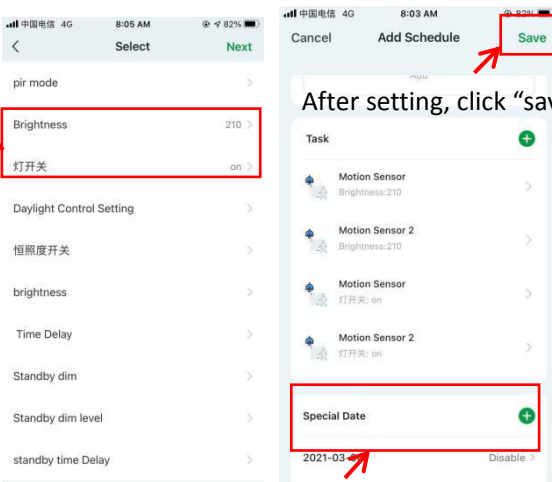 中国电信 4G 8:05 AM 82%
Select Next
pir mode
Brightness 210
灯开关 on
Daylight Control Setting
恒照度开关
brightness
Time Delay
Standby dim
Standby dim level
standby time Delay
中国电信 4G 8:03 AM 82%
Cancel Add Schedule Save
Add
After setting, click “sav
Task
Motion Sensor
Brightness:210
Motion Sensor 2
Brightness:210
Motion Sensor
灯开关: on
Motion Sensor 2
灯开关: on
Special Date
2021-03- Disable